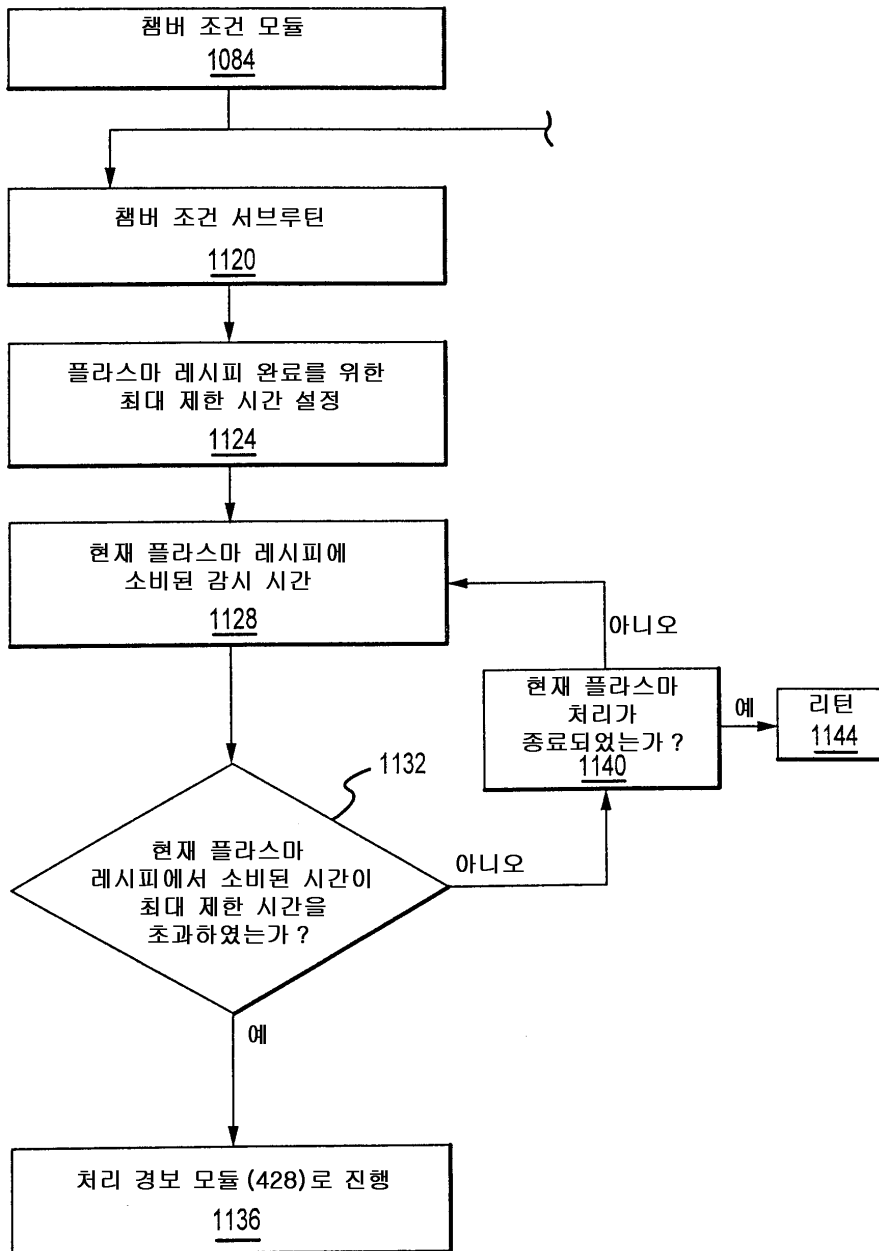 챔버 조건 모듈
1084
챔버 조건 서브루틴
1120
플라스마 레시피 완료를 위한
최대 제한 시간 설정
1124
현재 플라스마 레시피에
소비된 감시 시간
1128
아니오
현재 플라스마
처리가
종료되었는가?
1140
예
리턴
1144
1132
현재 플라스마
레시피에서 소비된 시간이
최대 제한 시간을
초과하였는가?
아니오
예
처리 경보 모듈(428)로 진행
1136